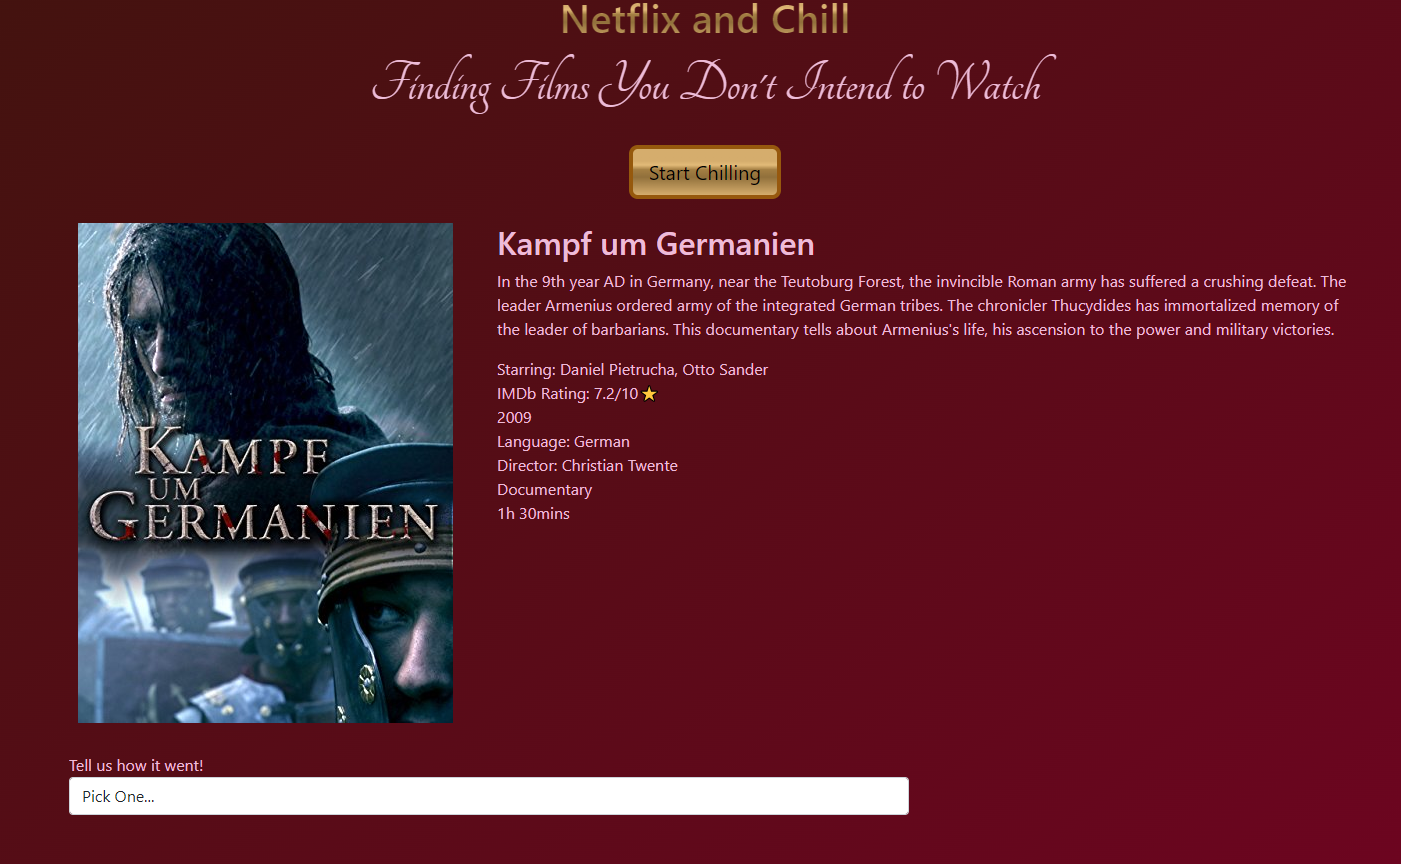 Netflix and Chill
Finding Films You Don't Intend to Watch
Start Chilling
KAMPF
UM
GERMANIEN
Kampf um Germanien
In the 9th year AD in Germany, near the Teutoburg Forest, the invincible Roman army has suffered a crushing defeat. The
leader Armenius ordered army of the integrated German tribes. The chronicler Thucydides has immortalized memory of
the leader of barbarians. This documentary tells about Armenius's life, his ascension to the power and military victories.
Starring: Daniel Pietrucha, Otto Sander
IMDb Rating: 7.2/10 ⭐
2009
Language: German
Director: Christian Twente
Documentary
1h 30mins
Tell us how it went!
Pick One...